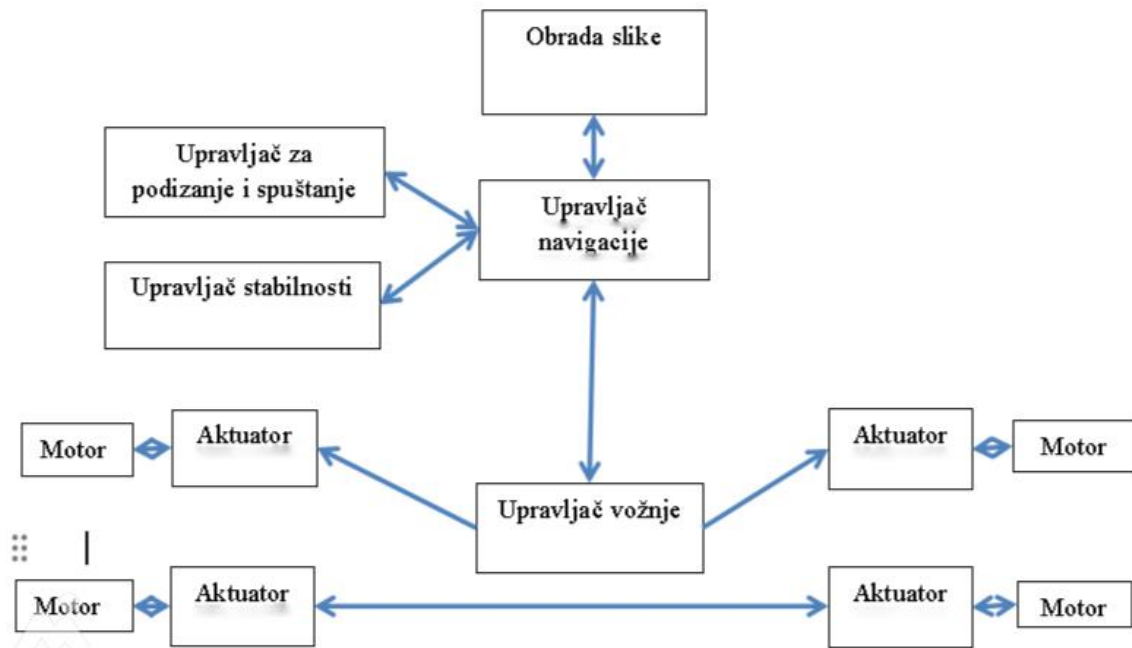 Obrada slike
Upravljač za
podizanje i spuštanje
Upravljač
navigacije
Upravljač stabilnosti
Motor
Aktuator
Aktuator
Motor
Upravljač vožnje
Motor
Aktuator
Aktuator
Motor